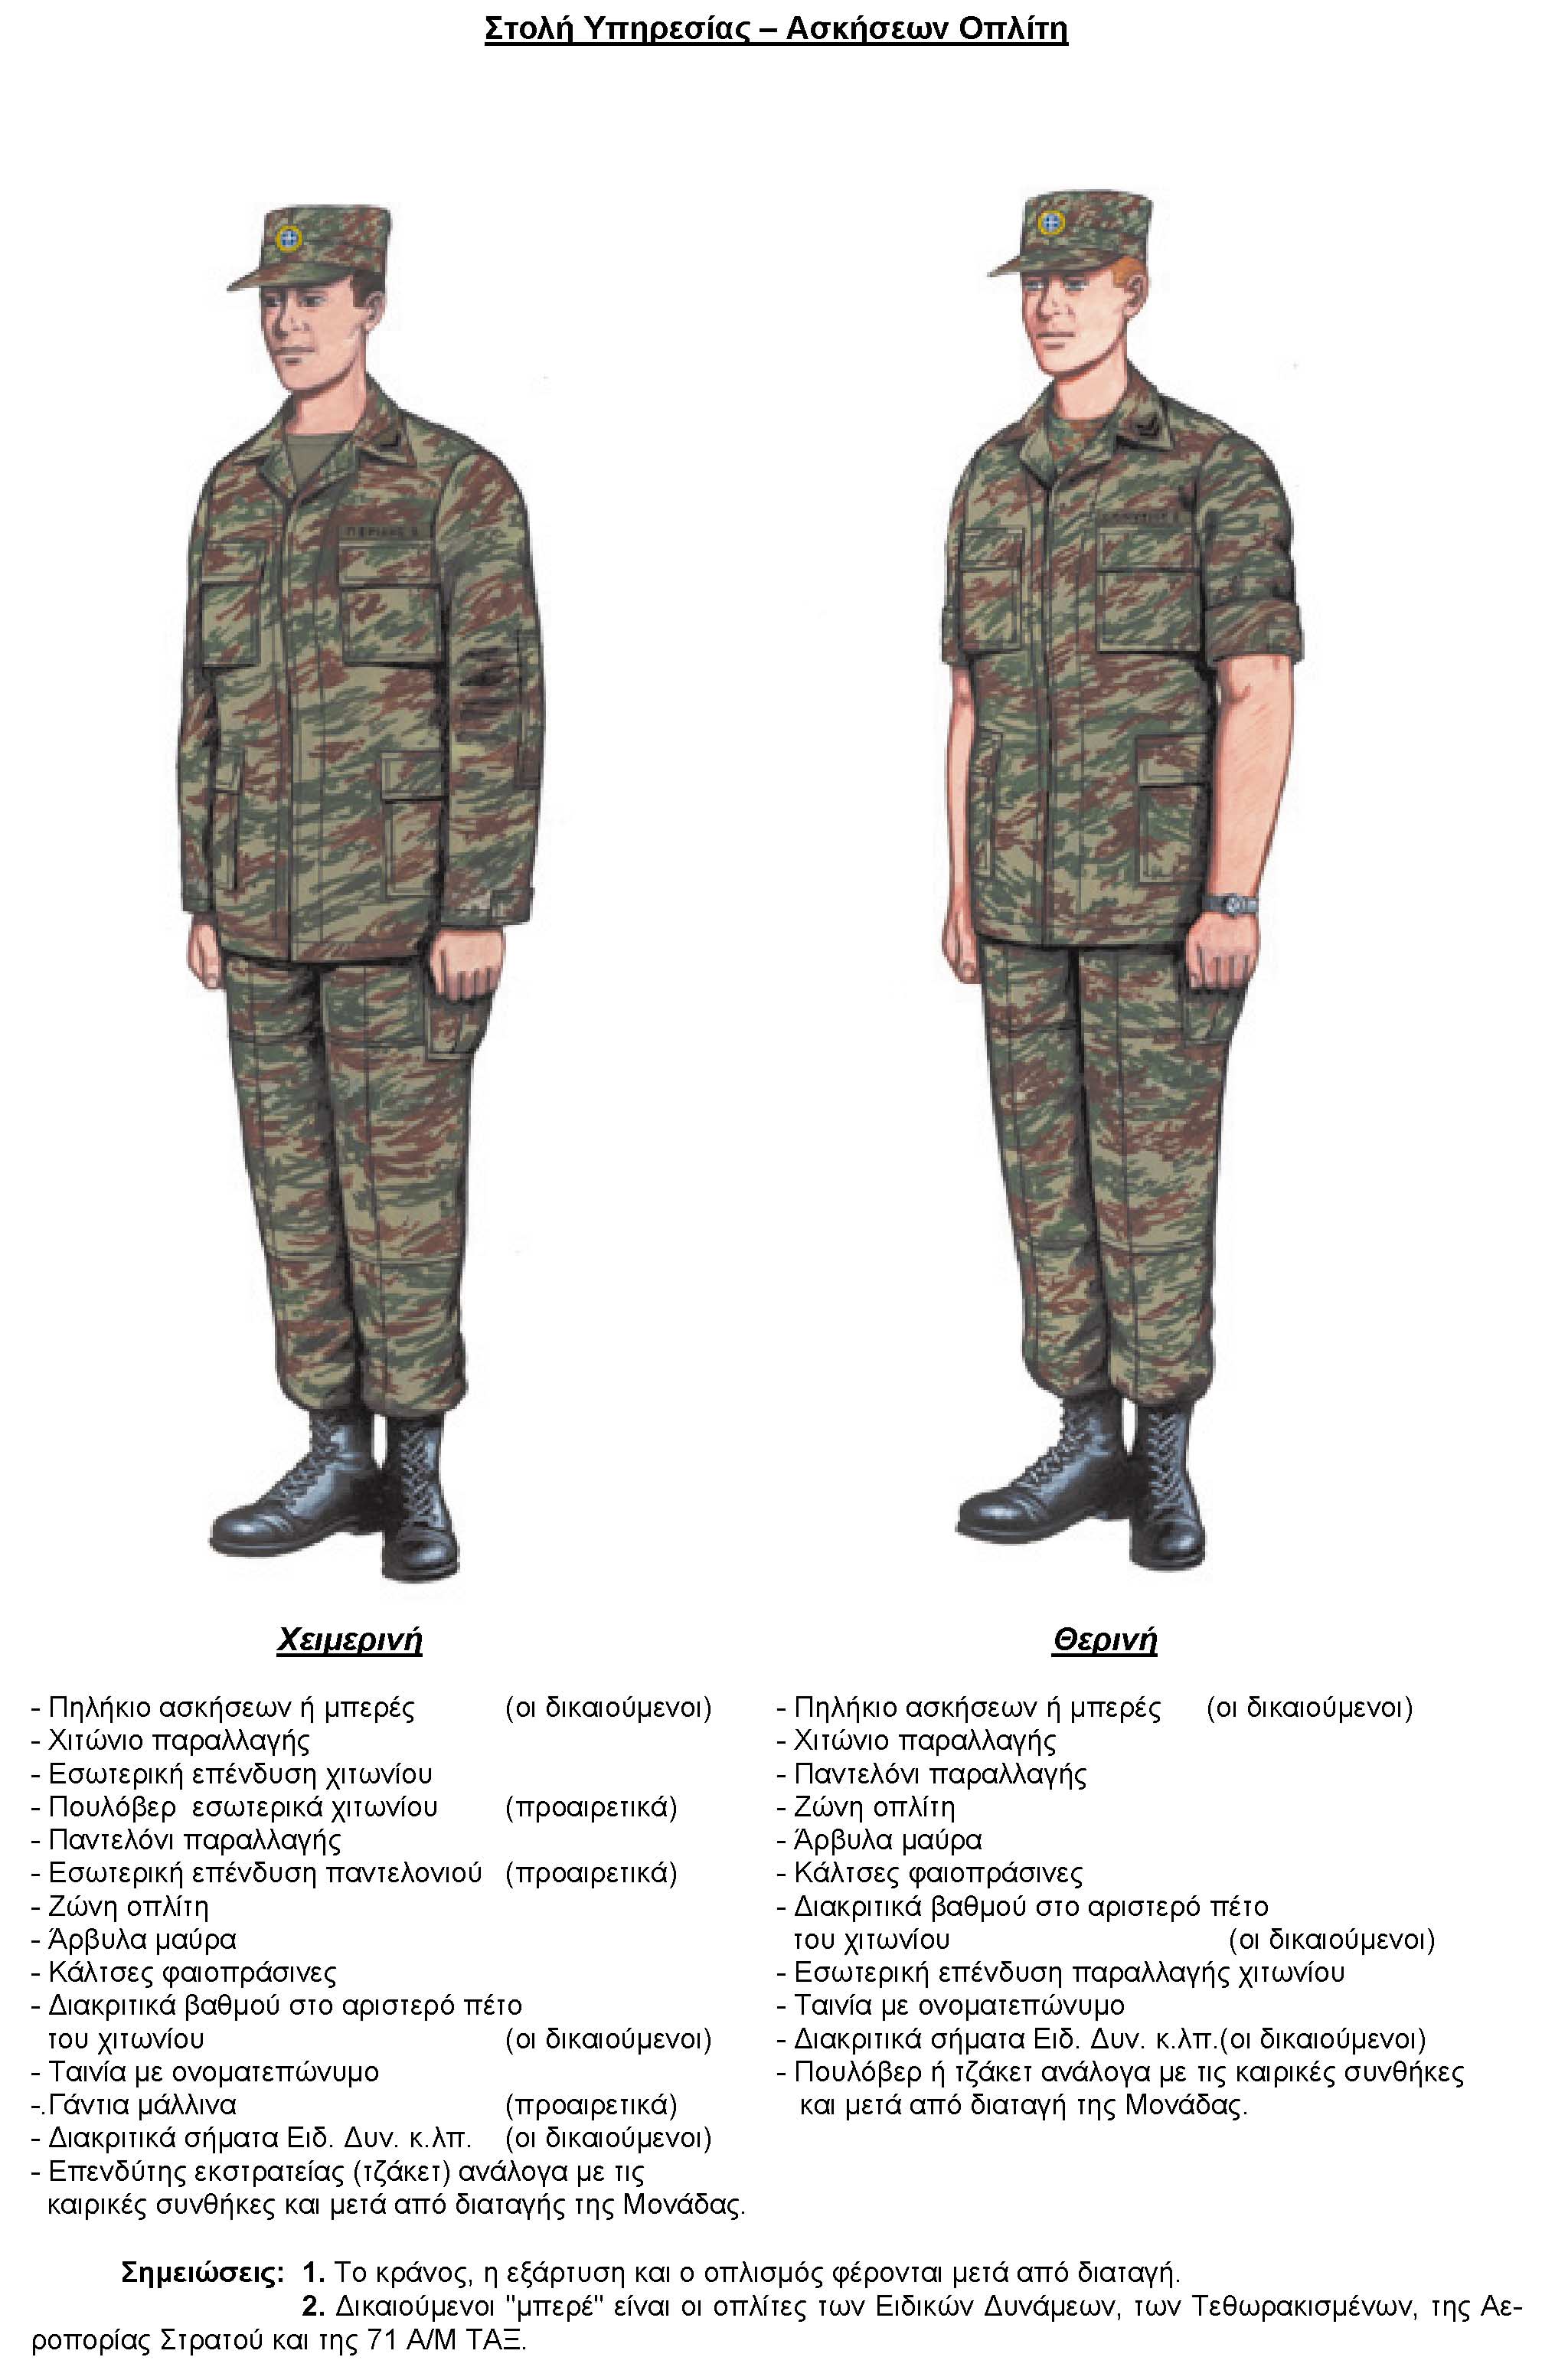 Στολή Υπηρεσίας – Ασκήσεων Οπλίτη
Χειμερινή
- Πηλήκιο ασκήσεων ή μπερές (οι δικαιούμενοι)
- Χιτώνιο παραλλαγής
- Εσωτερική επένδυση χιτωνίου
- Πουλόβερ εσωτερικά χιτωνίου (προαιρετικά)
- Παντελόνι παραλλαγής
- Εσωτερική επένδυση παντελονιού (προαιρετικά)
- Ζώνη οπλίτη
- Άρβυλα μαύρα
- Κάλτσες φαιοπράσινες
- Διακριτικά βαθμού στο αριστερό πέτο
του χιτωνίου (οι δικαιούμενοι)
- Ταινία με ονοματεπώνυμο
-.Γάντια μάλλινα (προαιρετικά)
- Διακριτικά σήματα Ειδ. Δυν. κ.λπ. (οι δικαιούμενοι)
- Επενδύτης εκστρατείας (τζάκετ) ανάλογα με τις
καιρικές συνθήκες και μετά από διαταγής της Μονάδας.
Θερινή
- Πηλήκιο ασκήσεων ή μπερές (οι δικαιούμενοι)
- Χιτώνιο παραλλαγής
- Παντελόνι παραλλαγής
- Ζώνη οπλίτη
- Άρβυλα μαύρα
- Κάλτσες φαιοπράσινες
- Διακριτικά βαθμού στο αριστερό πέτο
του χιτωνίου (οι δικαιούμενοι)
- Εσωτερική επένδυση παραλλαγής χιτωνίου
- Ταινία με ονοματεπώνυμο
- Διακριτικά σήματα Ειδ. Δυν. κ.λπ.(οι δικαιούμενοι)
- Πουλόβερ ή τζάκετ ανάλογα με τις καιρικές συνθήκες
και μετά από διαταγή της Μονάδας.
Σημειώσεις: 1. Το κράνος, η εξάρτυση και ο οπλισμός φέρονται μετά από διαταγή.
2. Δικαιούμενοι "μπερέ" είναι οι οπλίτες των Ειδικών Δυνάμεων, των Τεθωρακισμένων, της Αε-
ροπορίας Στρατού και της 71 Α/Μ ΤΑΞ.